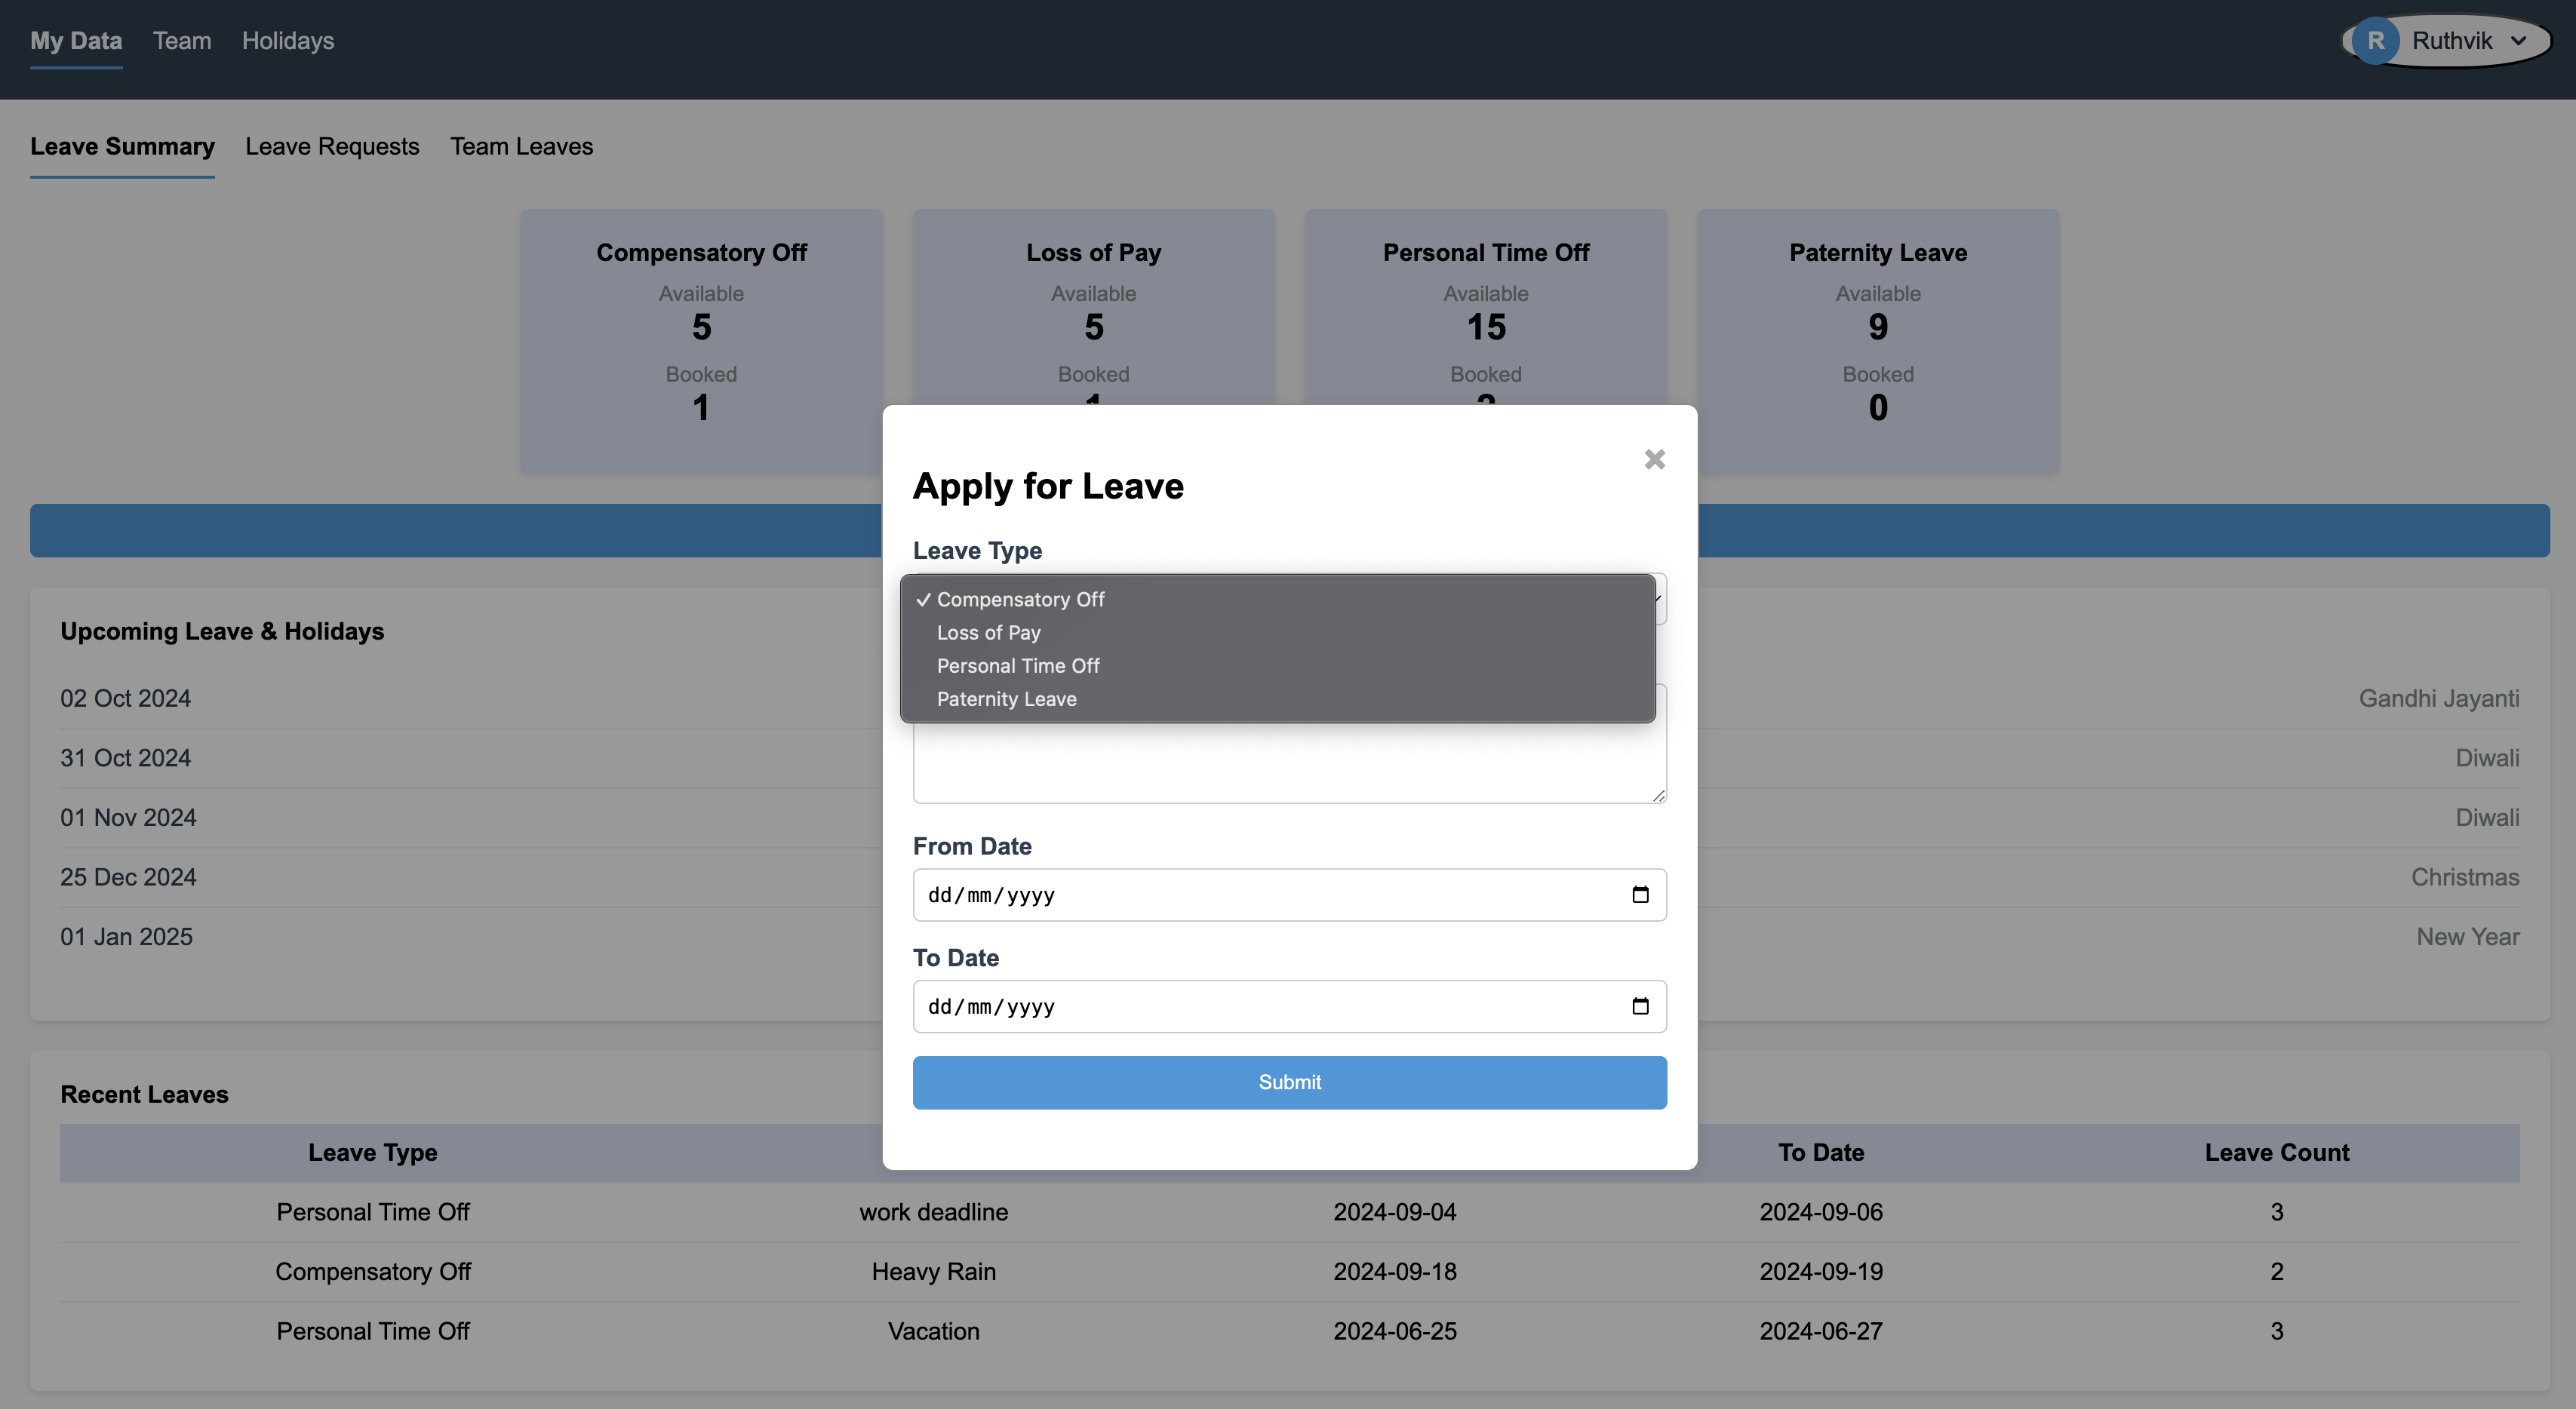 My Data Team Holidays
R Ruthvik
Leave Summary Leave Requests Team Leaves
Compensatory Off Loss of Pay Personal Time Off Paternity Leave
Available Available Available Available
5 5 15 9
Booked Booked Booked Booked
1 0
Apply for Leave
Leave Type
✓ Compensatory Off
Loss of Pay
Personal Time Off
Paternity Leave
From Date
dd/mm/yyyy
To Date
dd/mm/yyyy
Submit
Upcoming Leave & Holidays
02 Oct 2024 Gandhi Jayanti
31 Oct 2024 Diwali
01 Nov 2024 Diwali
25 Dec 2024 Christmas
01 Jan 2025 New Year
Recent Leaves
Leave Type To Date Leave Count
Personal Time Off work deadline 2024-09-04 2024-09-06 3
Compensatory Off Heavy Rain 2024-09-18 2024-09-19 2
Personal Time Off Vacation 2024-06-25 2024-06-27 3